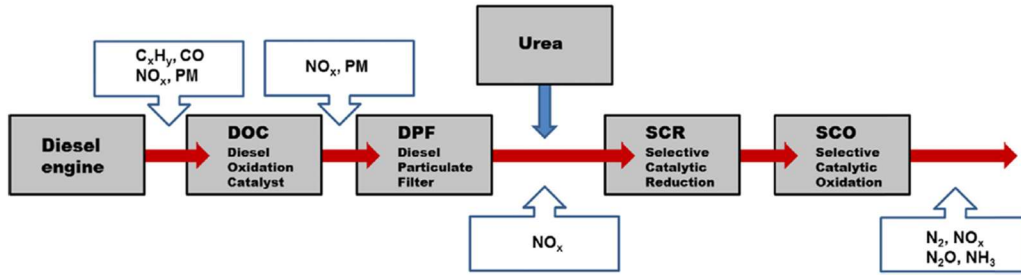 CₓHᵧ, CO
NOₓ, PM
NOₓ, PM
Urea
Diesel
engine
DOC
Diesel
Oxidation
Catalyst
DPF
Diesel
Particulate
Filter
SCR
Selective
Catalytic
Reduction
SCO
Selective
Catalytic
Oxidation
NOₓ
N₂, NOₓ
N₂O, NH₃